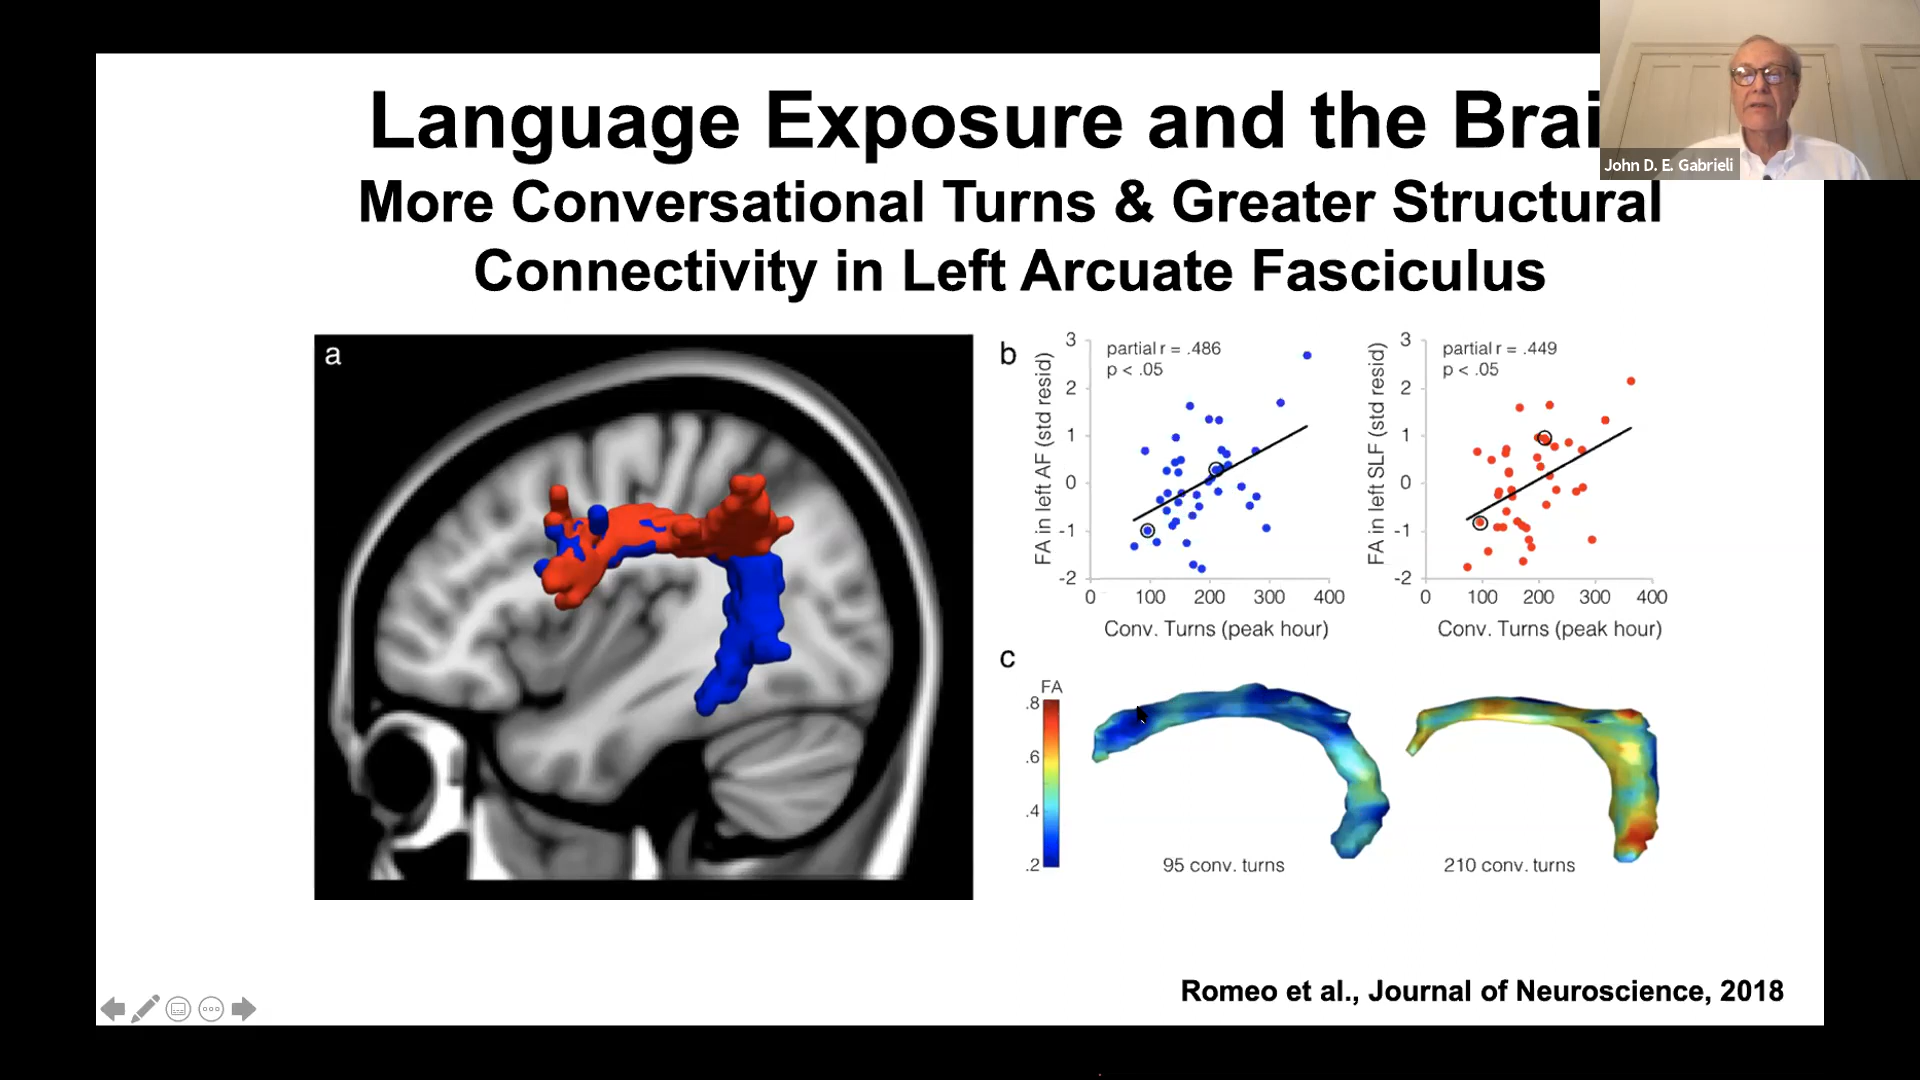 Language Exposure and the Brai
John D. E. Gabrieli
More Conversational Turns & Greater Structural
Connectivity in Left Arcuate Fasciculus
a
b
FA in left AF (std resid)
3
2
1
0
-1
-2
partial r = .486
p < .05
0 100 200 300 400
Conv. Turns (peak hour)
FA in left SLF (std resid)
3
2
1
0
-1
-2
partial r = .449
p < .05
0 100 200 300 400
Conv. Turns (peak hour)
c
FA
.8
.6
.4
.2
95 conv. turns
210 conv. turns
Romeo et al., Journal of Neuroscience, 2018